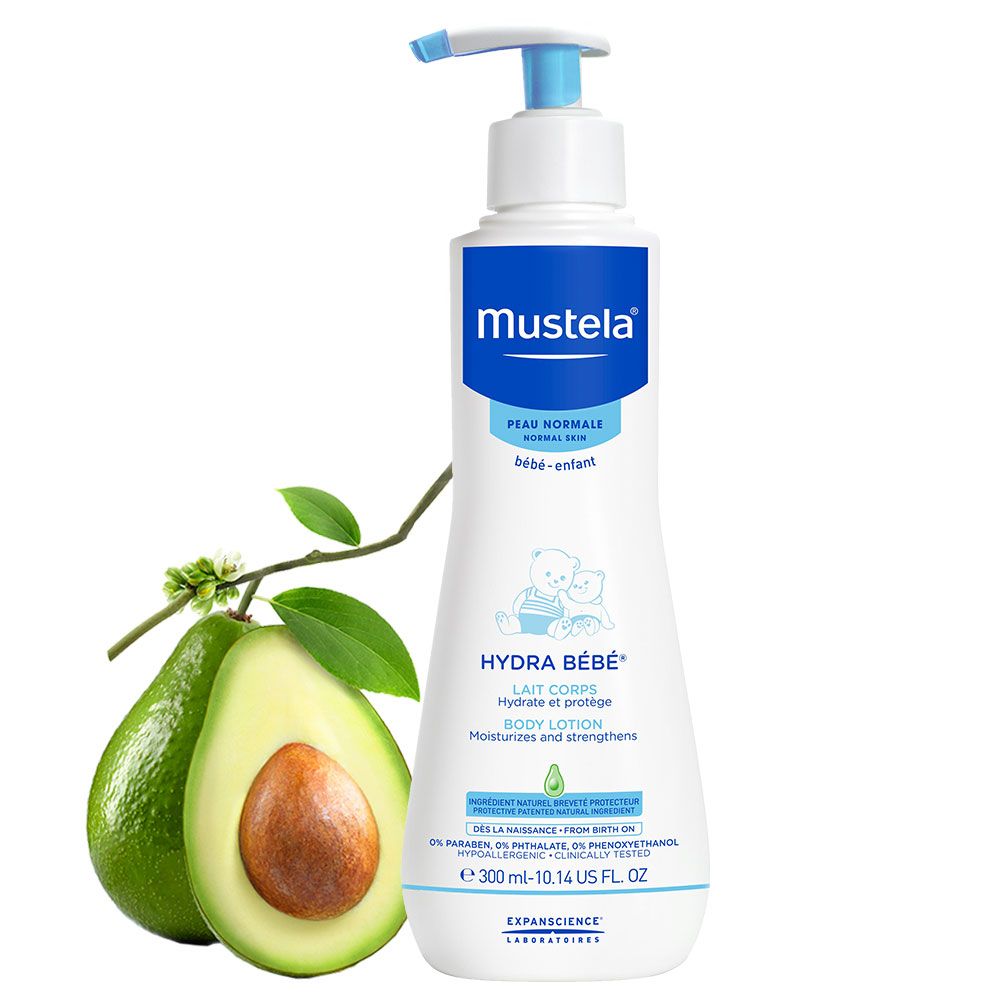 mustela®
PEAU NORMALE
NORMAL SKIN
bébé-enfant
HYDRA BÉBÉ®
LAIT CORPS
Hydrate et protège
BODY LOTION
Moisturizes and strengthens
INGRÉDIENT NATUREL BREVETÉ PROTECTEUR
PROTECTIVE PATENTED NATURAL INGREDIENT
DÈS LA NAISSANCE • FROM BIRTH ON
0% PARABEN, 0% PHTHALATE, 0% PHENOXYETHANOL
HYPOALLERGENIC • CLINICALLY TESTED
℮ 300 ml-10.14 US FL. OZ
EXPANSCIENCE®
LABORATOIRES